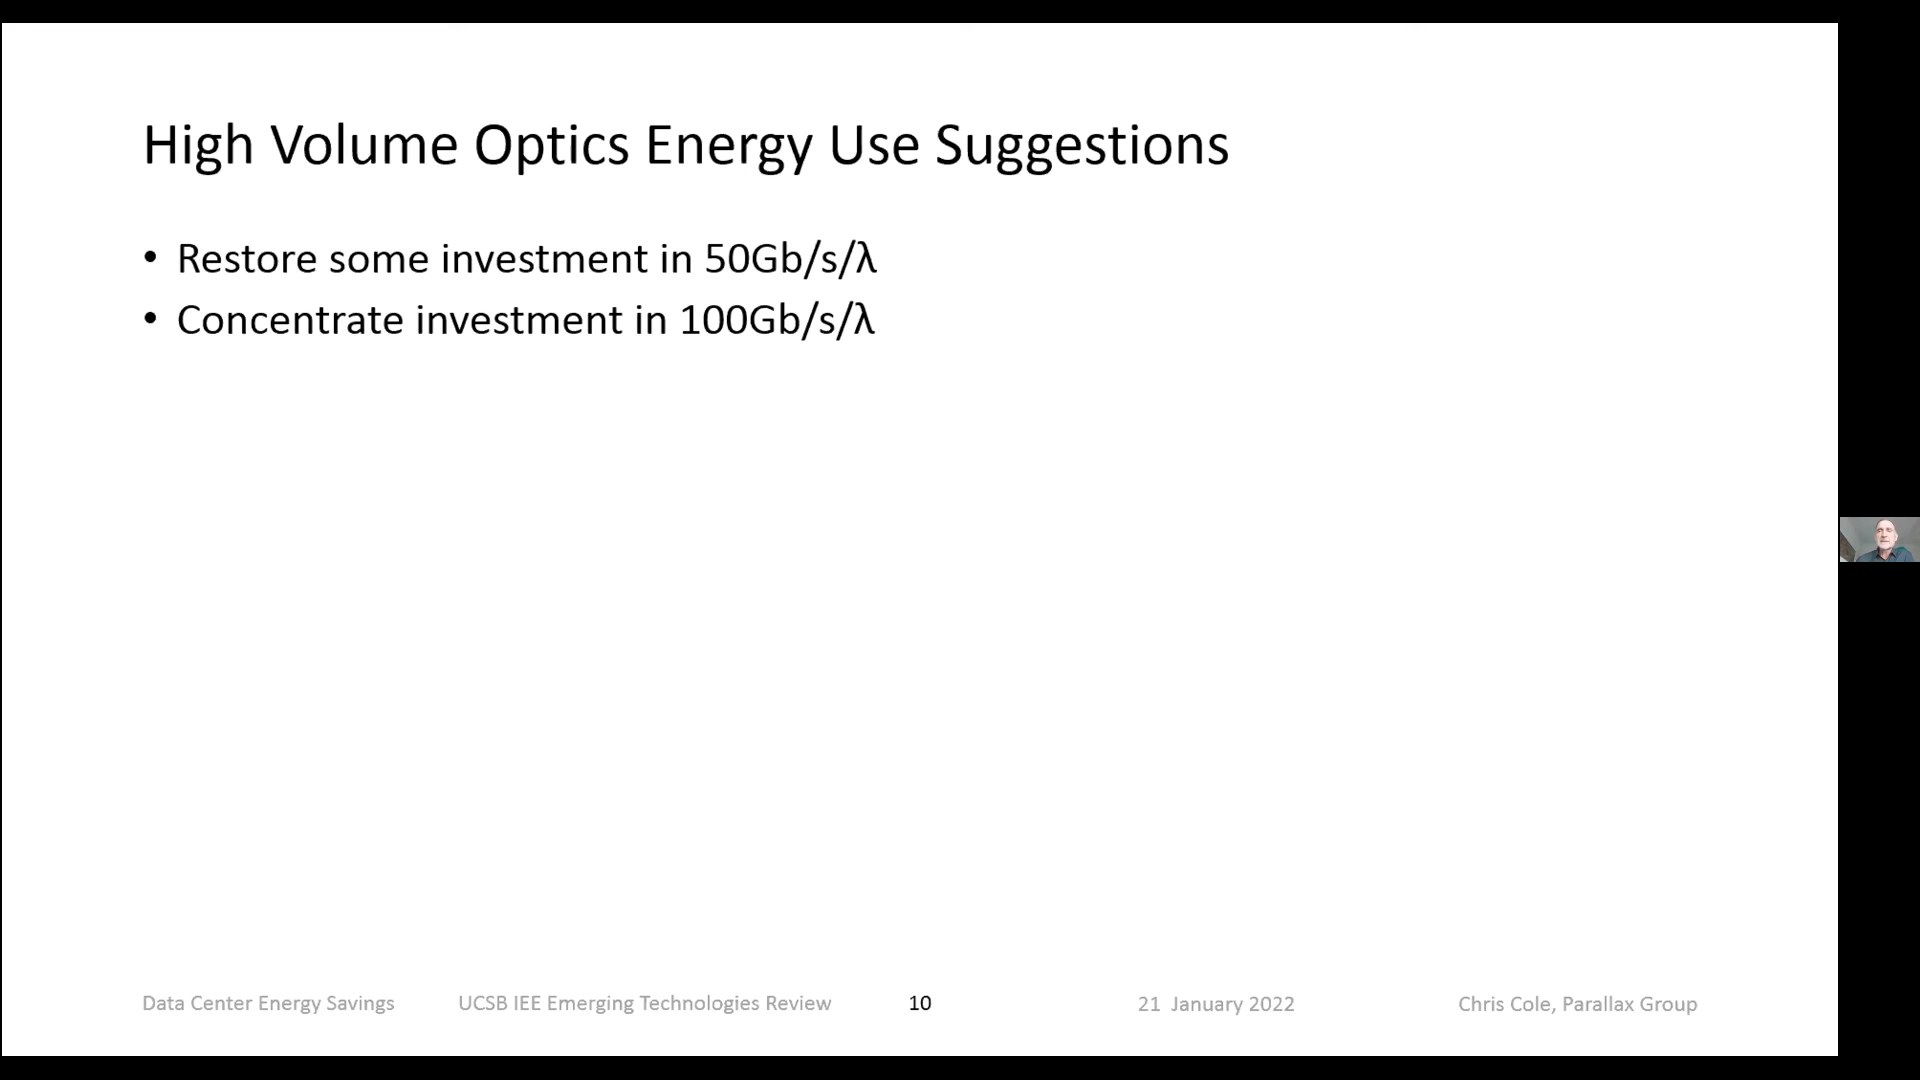 High Volume Optics Energy Use Suggestions
• Restore some investment in 50Gb/s/λ
• Concentrate investment in 100Gb/s/λ
Data Center Energy Savings UCSB IEE Emerging Technologies Review 10 21 January 2022 Chris Cole, Parallax Group